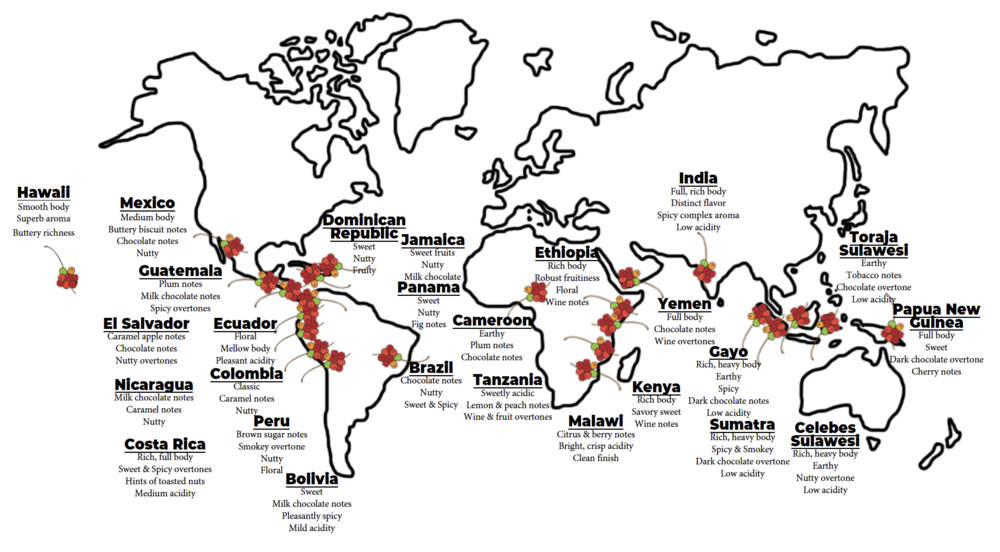 Hawaii
Smooth body
Superb aroma
Buttery richness
Mexico
Medium body
Buttery biscuit notes
Chocolate notes
Nutty
Guatemala
Plum notes
Milk chocolate notes
Spicy overtones
El Salvador
Caramel apple notes
Chocolate notes
Nutty overtones
Nicaragua
Milk chocolate notes
Caramel notes
Nutty
Costa Rica
Rich, full body
Sweet & Spicy overtones
Hints of toasted nuts
Medium acidity
Ecuador
Floral
Mellow body
Pleasant acidity
Colombia
Classic
Caramel notes
Nutty
Peru
Brown sugar notes
Smokey overtone
Nutty
Floral
Bolivia
Sweet
Milk chocolate notes
Pleasantly spicy
Mild acidity
Dominican
Republic
Sweet
Nutty
Fruity
Jamaica
Sweet fruits
Nutty
Milk chocolate
Panama
Sweet
Nutty
Fig notes
Brazil
Chocolate notes
Nutty
Sweet & Spicy
Ethiopia
Rich body
Robust fruitiness
Floral
Wine notes
Cameroon
Earthy
Plum notes
Chocolate notes
Tanzania
Sweetly acidic
Lemon & peach notes
Wine & fruit overtones
Malawi
Citrus & berry notes
Bright, crisp acidity
Clean finish
Kenya
Rich body
Savory sweet
Wine notes
Yemen
Full body
Chocolate notes
Wine overtones
India
Full, rich body
Distinct flavor
Spicy complex aroma
Low acidity
Gayo
Rich, heavy body
Earthy
Spicy
Dark chocolate notes
Low acidity
Sumatra
Rich, heavy body
Spicy & Smokey
Dark chocolate overtone
Low acidity
Celebes
Sulawesi
Rich, heavy body
Earthy
Nutty overtone
Low acidity
Toraja
Sulawesi
Earthy
Tobacco notes
Chocolate overtone
Low acidity
Papua New
Guinea
Full body
Sweet
Dark chocolate overtone
Cherry notes